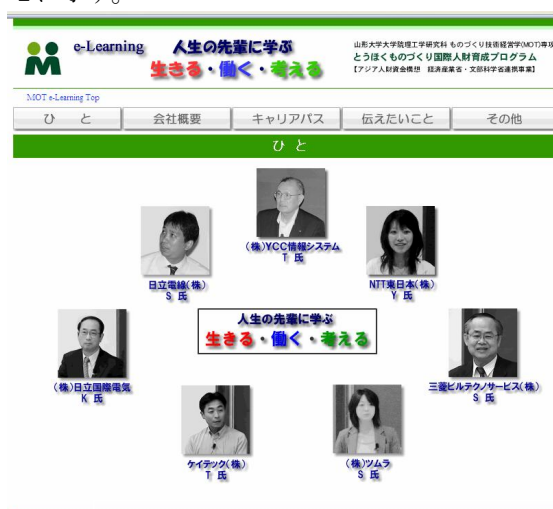 e-Learning
人生の先輩に学ぶ
生きる・働く・考える
山形大学大学院理工学研究科 ものづくり技術経営学(MOT)専攻
とうほくものづくり国際人財育成プログラム
【アジア人財資金構想 経済産業省・文部科学省連携事業】
MOT e-Learning Top
ひ と
会社概要
キャリアパス
伝えたいこと
その他
ひ と
(株)YCC情報システム
T 氏
日立電線(株)
S 氏
NTT東日本(株)
Y 氏
人生の先輩に学ぶ
生きる・働く・考える
(株)日立国際電気
K 氏
三菱ビルテクノサービス(株)
S 氏
ケイテック(株)
T 氏
(株)ツムラ
S 氏